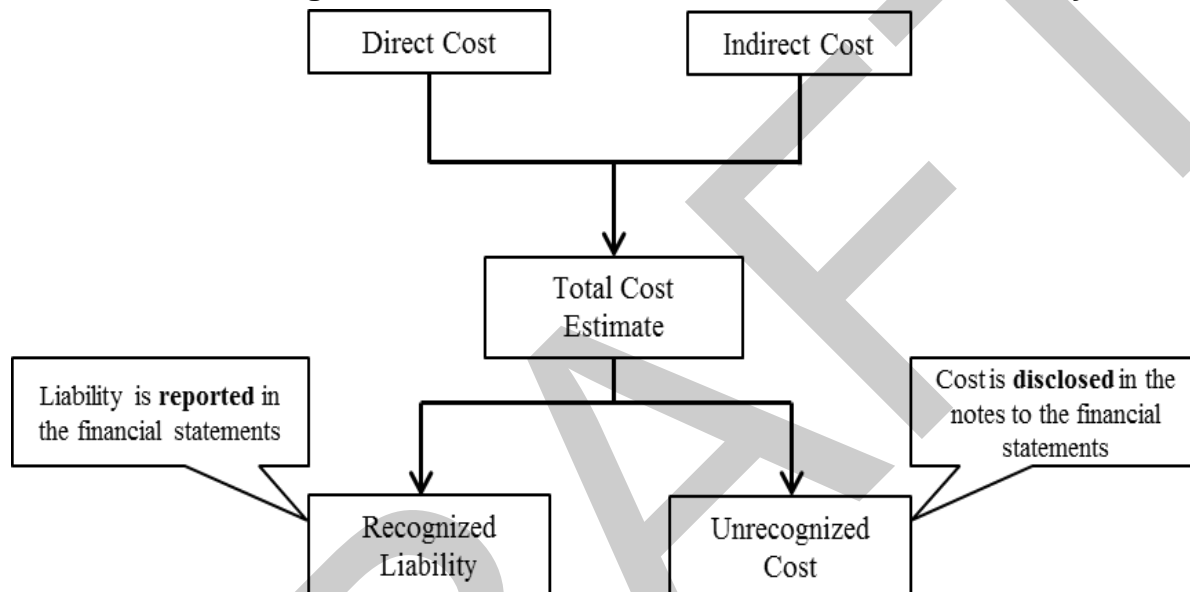 Direct Cost
Indirect Cost
Total Cost
Estimate
Liability is reported in
the financial statements
Cost is disclosed in the
notes to the financial
statements
Recognized
Liability
Unrecognized
Cost
DRAFT